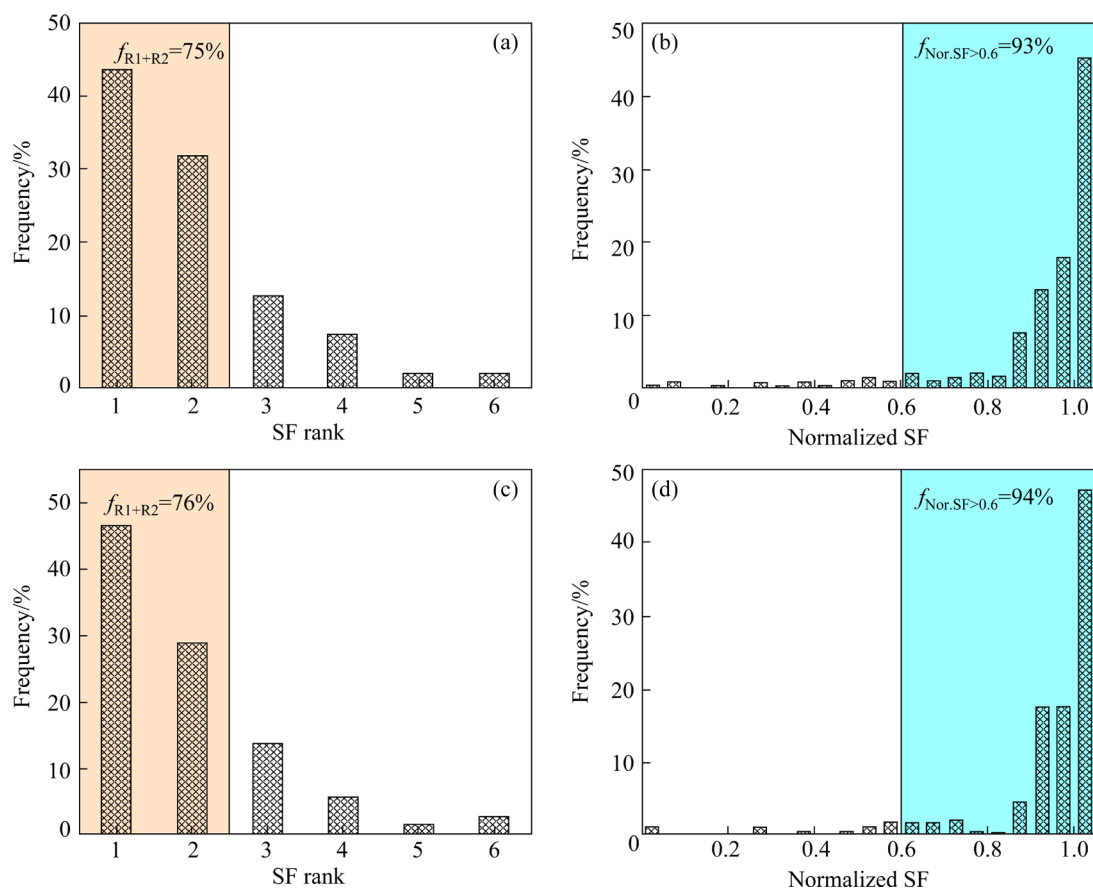 50
40
30
20
10
0
Frequency/%
fR1+R2=75%
(a)
1 2 3 4 5 6
SF rank
50
40
30
20
10
Frequency/%
(b)
fNor.SF>0.6=93%
0 0.2 0.4 0.6 0.8 1.0
Normalized SF
50
40
30
20
10
0
Frequency/%
fR1+R2=76%
(c)
1 2 3 4 5 6
SF rank
50
40
30
20
10
Frequency/%
(d)
fNor.SF>0.6=94%
0 0.2 0.4 0.6 0.8 1.0
Normalized SF